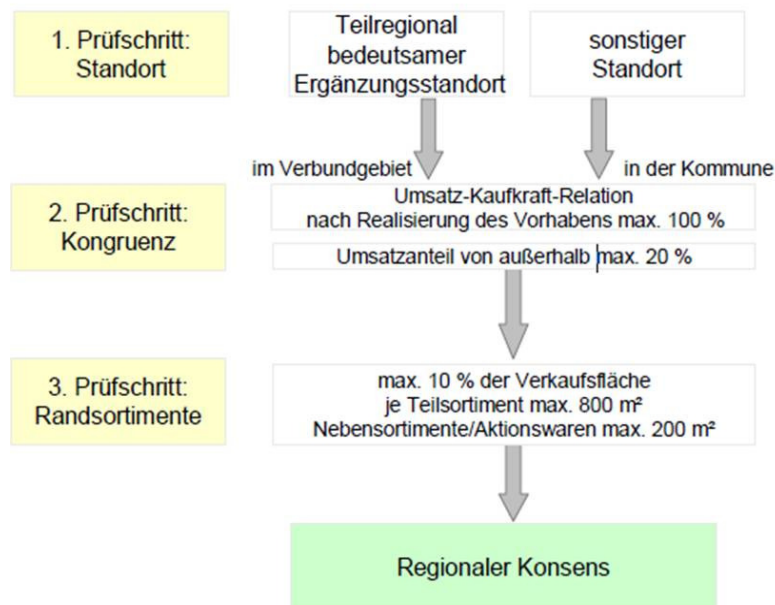 1. Prüfschritt:
Standort
Teilregional
bedeutsamer
Ergänzungsstandort
sonstiger
Standort
im Verbundgebiet
in der Kommune
2. Prüfschritt:
Kongruenz
Umsatz-Kaufkraft-Relation
nach Realisierung des Vorhabens max. 100 %
Umsatzanteil von außerhalb max. 20 %
3. Prüfschritt:
Randsortimente
max. 10 % der Verkaufsfläche
je Teilsortiment max. 800 m²
Nebensortimente/Aktionswaren max. 200 m²
Regionaler Konsens